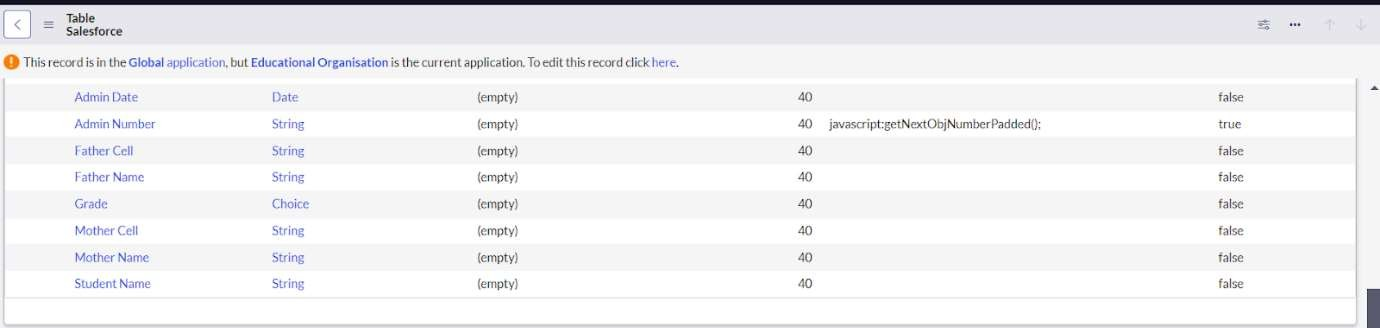 Table
Salesforce
This record is in the Global application, but Educational Organisation is the current application. To edit this record click here.
Admin Date Date (empty) 40 false
Admin Number String (empty) 40 javascript:getNextObjNumberPadded(); true
Father Cell String (empty) 40 false
Father Name String (empty) 40 false
Grade Choice (empty) 40 false
Mother Cell String (empty) 40 false
Mother Name String (empty) 40 false
Student Name String (empty) 40 false